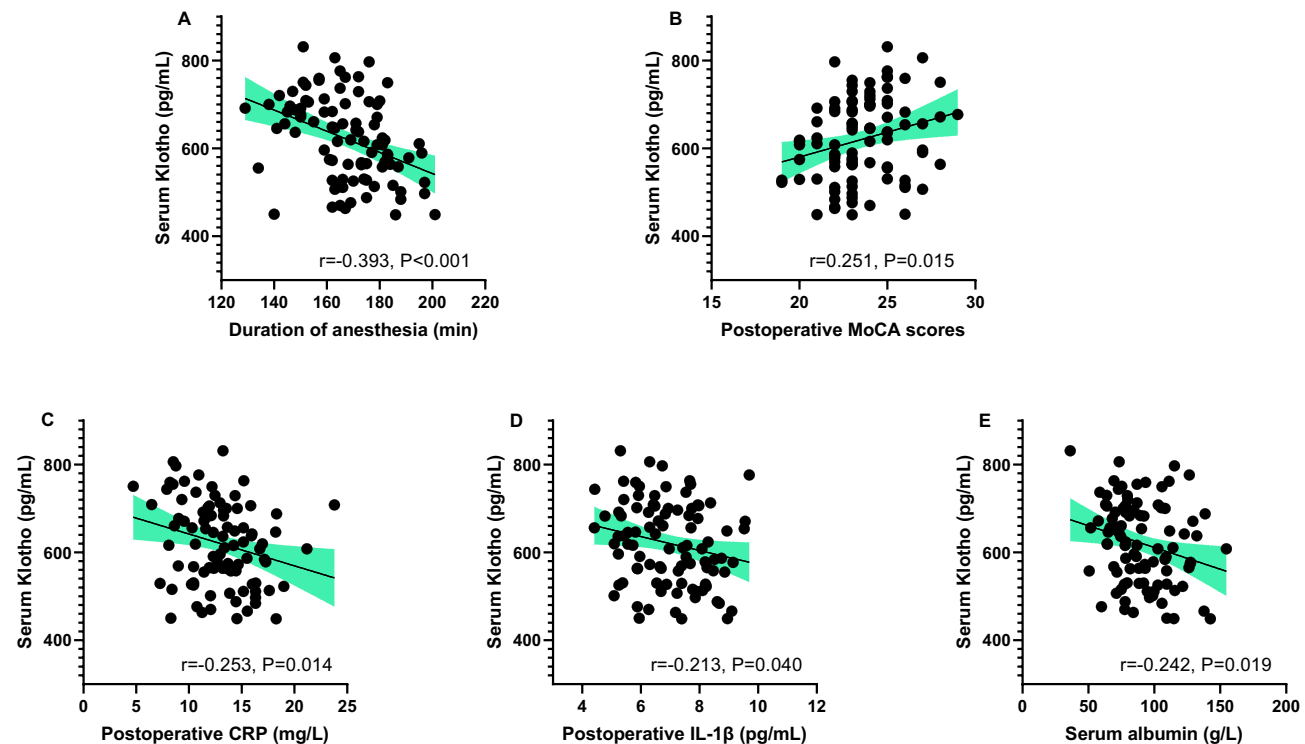 A
Serum Klotho (pg/mL)
800
600
400
r=-0.393, P<0.001
120 140 160 180 200 220
Duration of anesthesia (min)
B
Serum Klotho (pg/mL)
800
600
400
r=0.251, P=0.015
15 20 25 30
Postoperative MoCA scores
C
Serum Klotho (pg/mL)
800
600
400
r=-0.253, P=0.014
0 5 10 15 20 25
Postoperative CRP (mg/L)
D
Serum Klotho (pg/mL)
800
600
400
r=-0.213, P=0.040
4 6 8 10 12
Postoperative IL-1β (pg/mL)
E
Serum Klotho (pg/mL)
800
600
400
r=-0.242, P=0.019
0 50 100 150 200
Serum albumin (g/L)